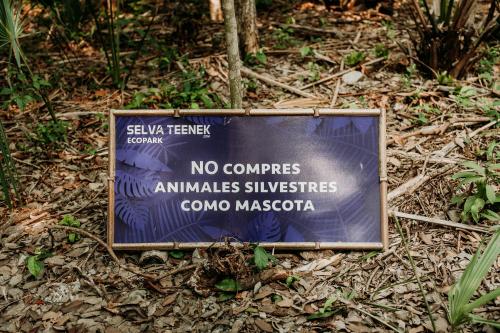 SELVA TEENEK
ECOPARK
NO COMPRES
ANIMALES SILVESTRES
COMO MASCOTA